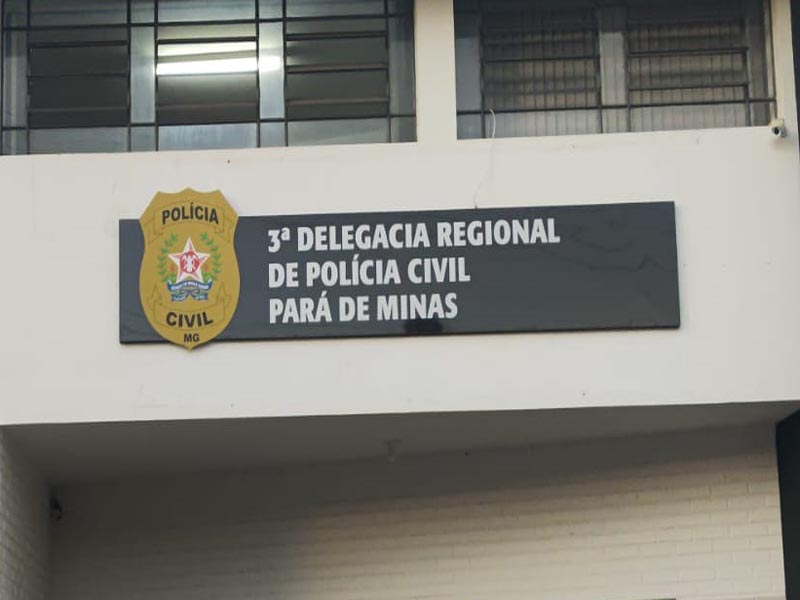 POLÍCIA
CIVIL
MG
3ª DELEGACIA REGIONAL
DE POLÍCIA CIVIL
PARÁ DE MINAS